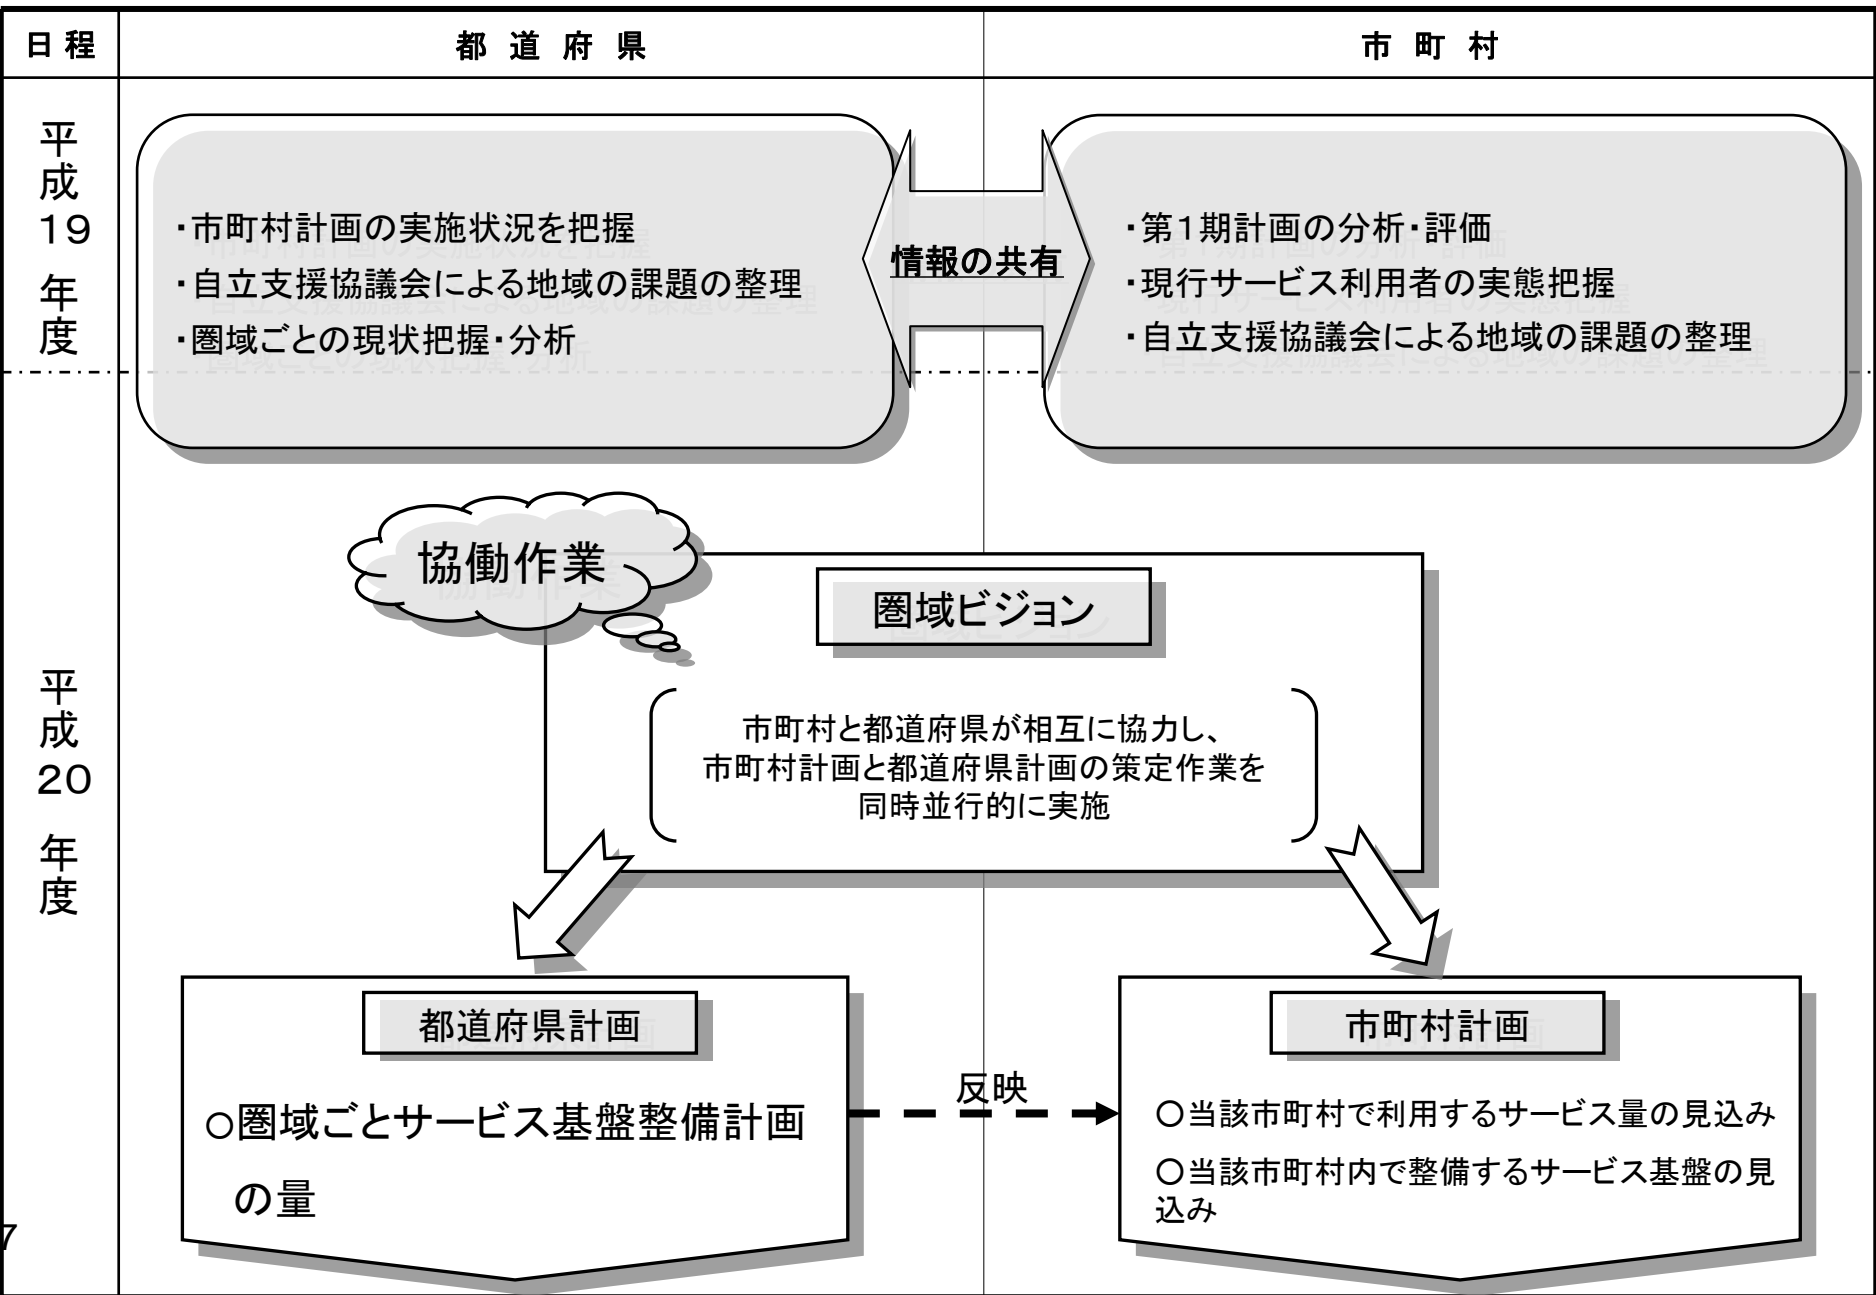 日程
都道府県
市町村
平成19年度
・市町村計画の実施状況を把握
・自立支援協議会による地域の課題の整理
・圏域ごとの現状把握・分析
情報の共有
・第1期計画の分析・評価
・現行サービス利用者の実態把握
・自立支援協議会による地域の課題の整理
平成20年度
協働作業
圏域ビジョン
市町村と都道府県が相互に協力し、
市町村計画と都道府県計画の策定作業を
同時並行的に実施
都道府県計画
○圏域ごとサービス基盤整備計画
の量
反映
市町村計画
○当該市町村で利用するサービス量の見込み
○当該市町村内で整備するサービス基盤の見
込み
7